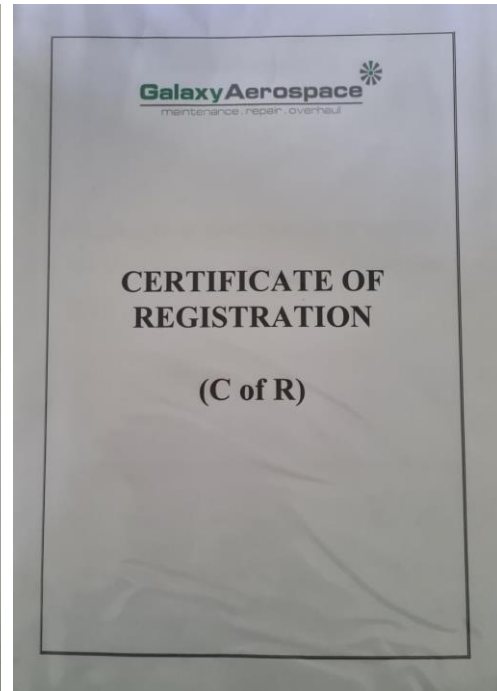 GalaxyAerospace
maintenance . repair . overhaul
CERTIFICATE OF
REGISTRATION
(C of R)